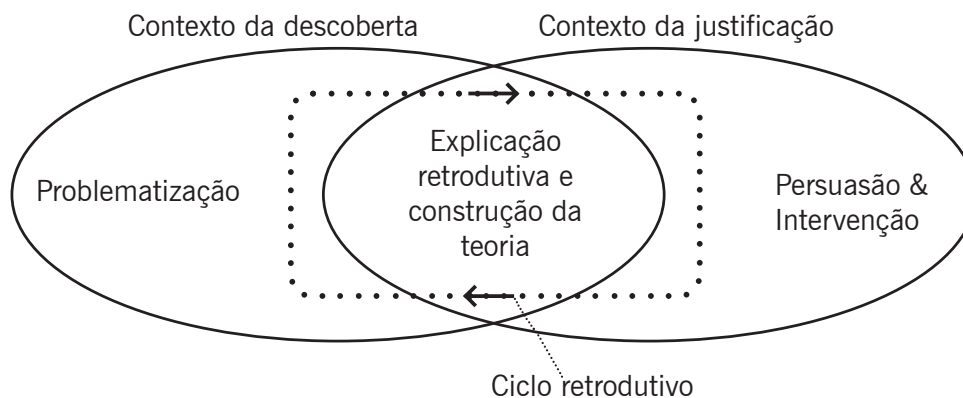 Contexto da descoberta
Contexto da justificação
Problematização
Explicação
retrodutiva e
construção da
teoria
Persuasão &
Intervenção
Ciclo retrodutivo